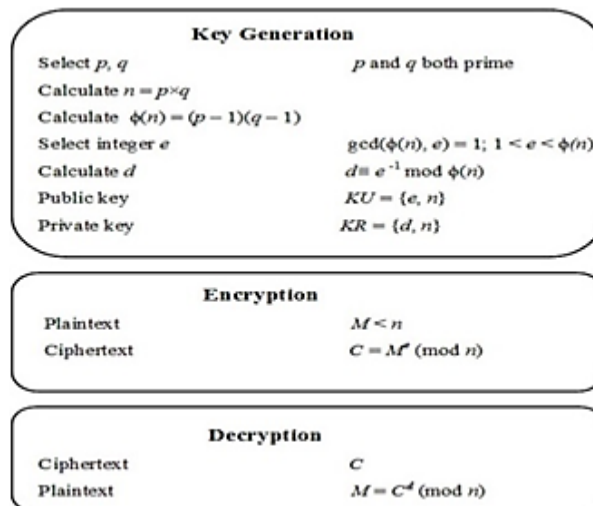 Key Generation
Select p, q p and q both prime
Calculate n = p×q
Calculate ϕ(n) = (p − 1)(q − 1)
Select integer e gcd(ϕ(n), e) = 1; 1 < e < ϕ(n)
Calculate d d≡ e⁻¹ mod ϕ(n)
Public key KU = {e, n}
Private key KR = {d, n}
Encryption
Plaintext M < n
Ciphertext C = Mᵉ (mod n)
Decryption
Ciphertext C
Plaintext M = Cᵈ (mod n)